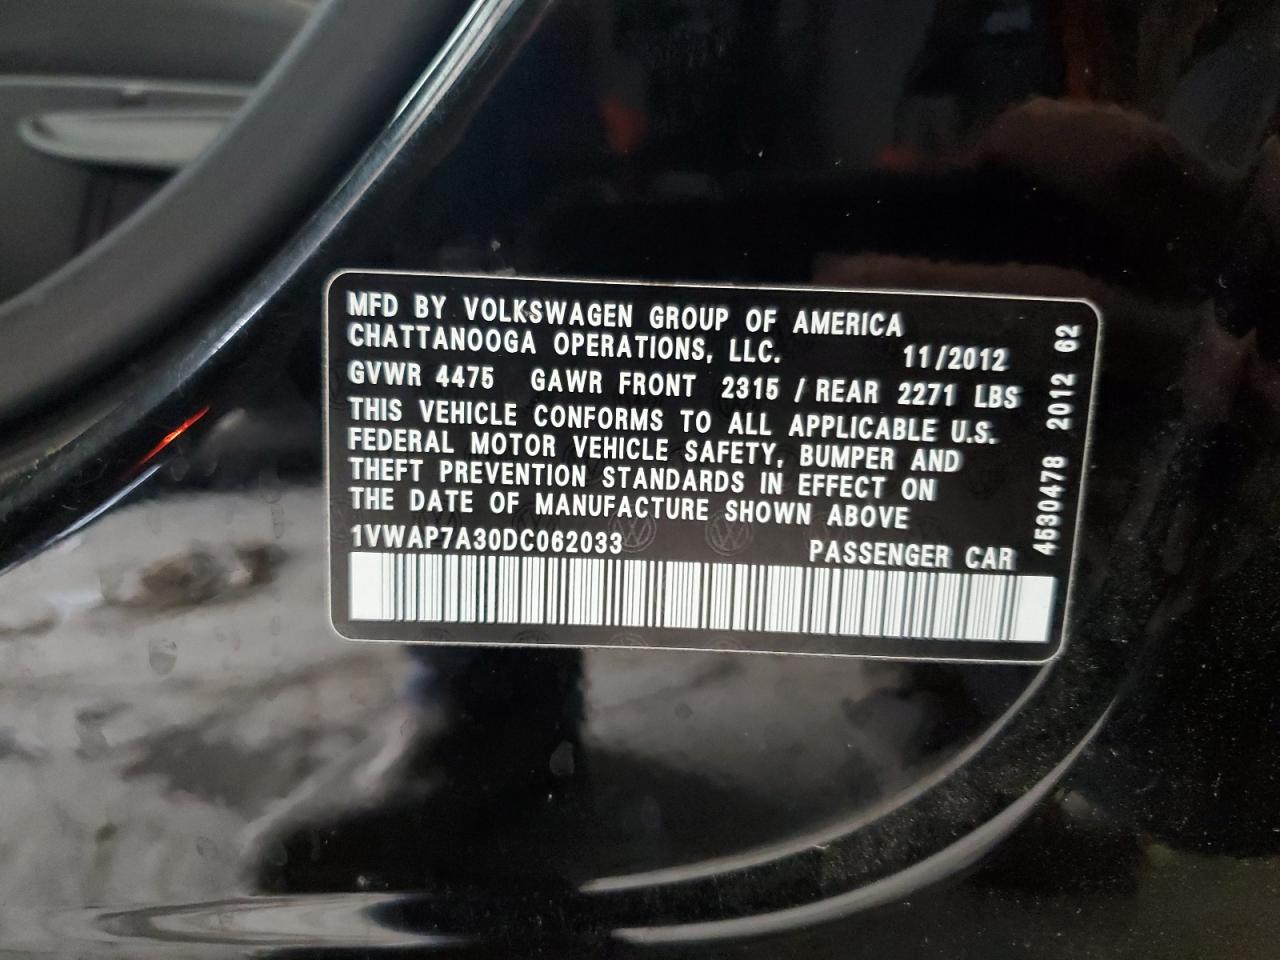 MFD BY VOLKSWAGEN GROUP OF AMERICA
CHATTANOOGA OPERATIONS, LLC. 11/2012
GVWR 4475 GAWR FRONT 2315 / REAR 2271 LBS
THIS VEHICLE CONFORMS TO ALL APPLICABLE U.S.
FEDERAL MOTOR VEHICLE SAFETY, BUMPER AND
THEFT PREVENTION STANDARDS IN EFFECT ON
THE DATE OF MANUFACTURE SHOWN ABOVE
1VWAP7A30DC062033 PASSENGER CAR
4530478 2012 62